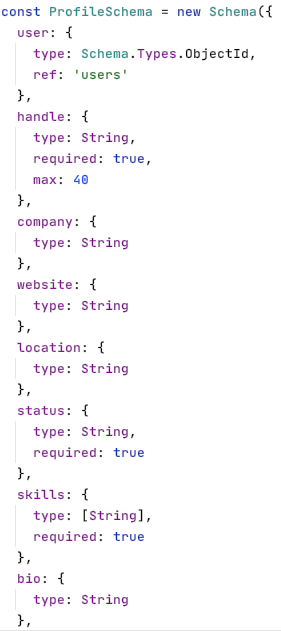 const ProfileSchema = new Schema({
  user: {
    type: Schema.Types.ObjectId,
    ref: 'users'
  },
  handle: {
    type: String,
    required: true,
    max: 40
  },
  company: {
    type: String
  },
  website: {
    type: String
  },
  location: {
    type: String
  },
  status: {
    type: String,
    required: true
  },
  skills: {
    type: [String],
    required: true
  },
  bio: {
    type: String
  },